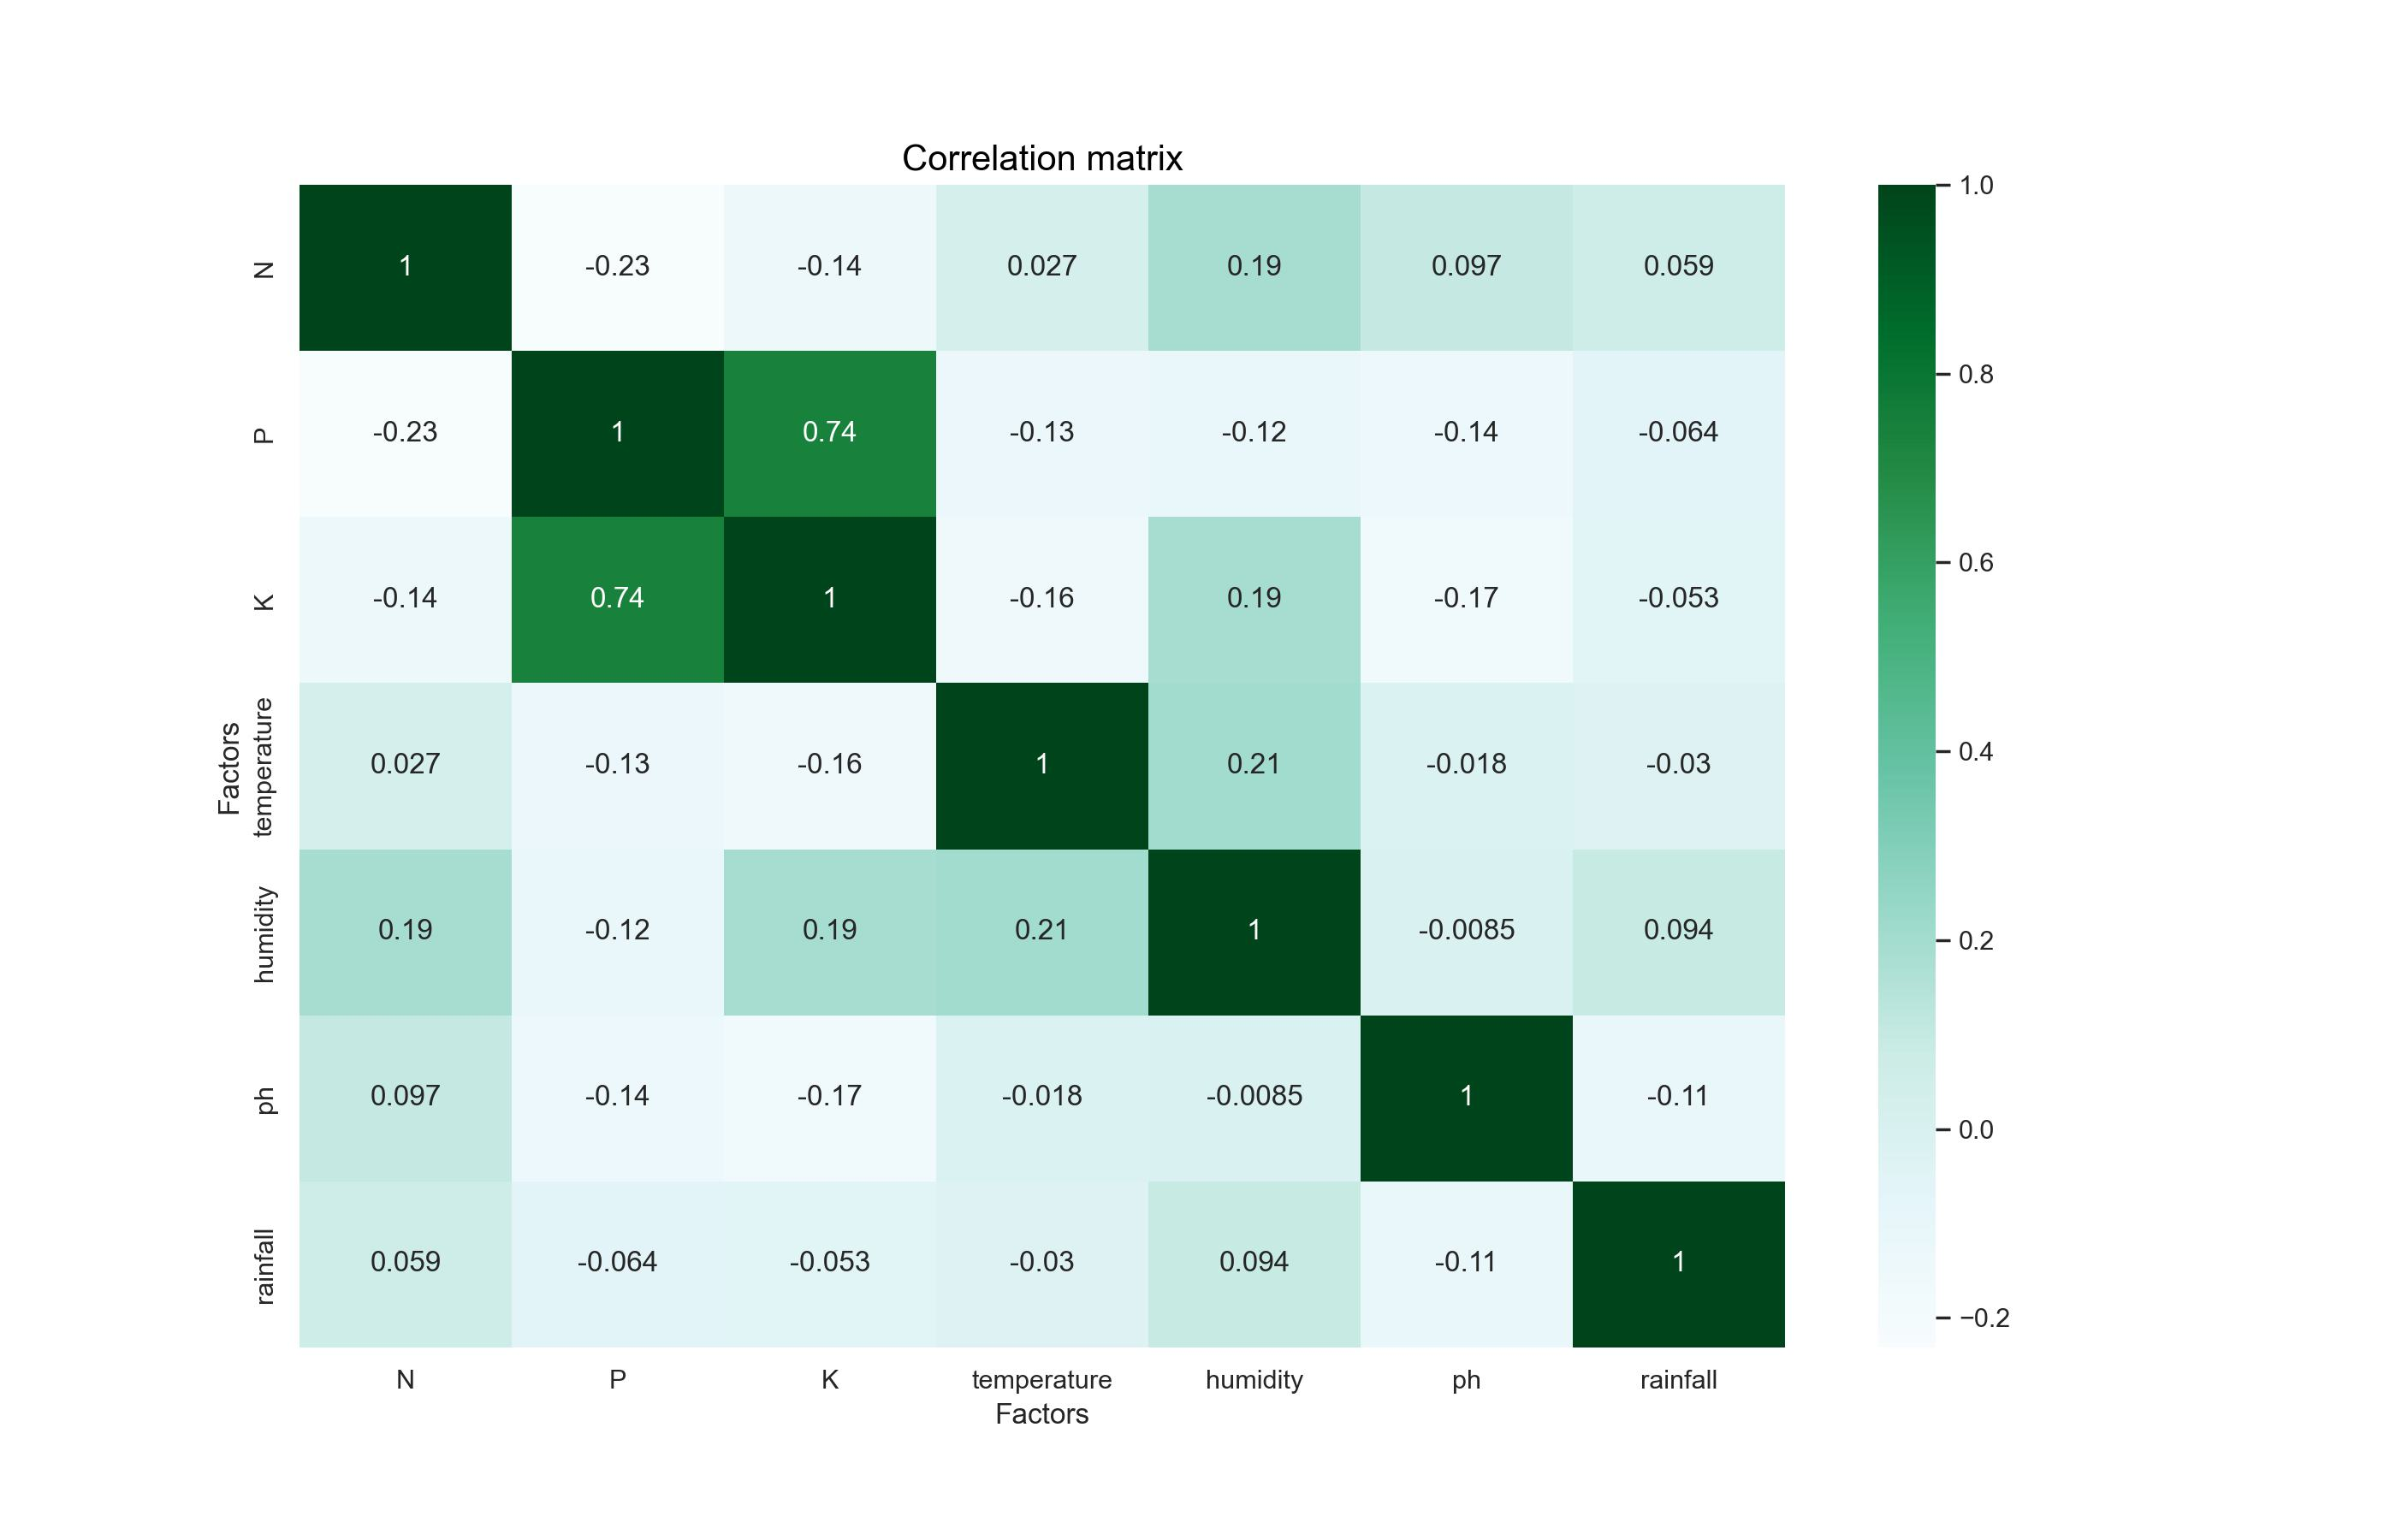 Correlation matrix
N 1 -0.23 -0.14 0.027 0.19 0.097 0.059
P -0.23 1 0.74 -0.13 -0.12 -0.14 -0.064
K -0.14 0.74 1 -0.16 0.19 -0.17 -0.053
temperature 0.027 -0.13 -0.16 1 0.21 -0.018 -0.03
humidity 0.19 -0.12 0.19 0.21 1 -0.0085 0.094
ph 0.097 -0.14 -0.17 -0.018 -0.0085 1 -0.11
rainfall 0.059 -0.064 -0.053 -0.03 0.094 -0.11 1
Factors
N P K temperature humidity ph rainfall
Factors
1.0
0.8
0.6
0.4
0.2
0.0
−0.2